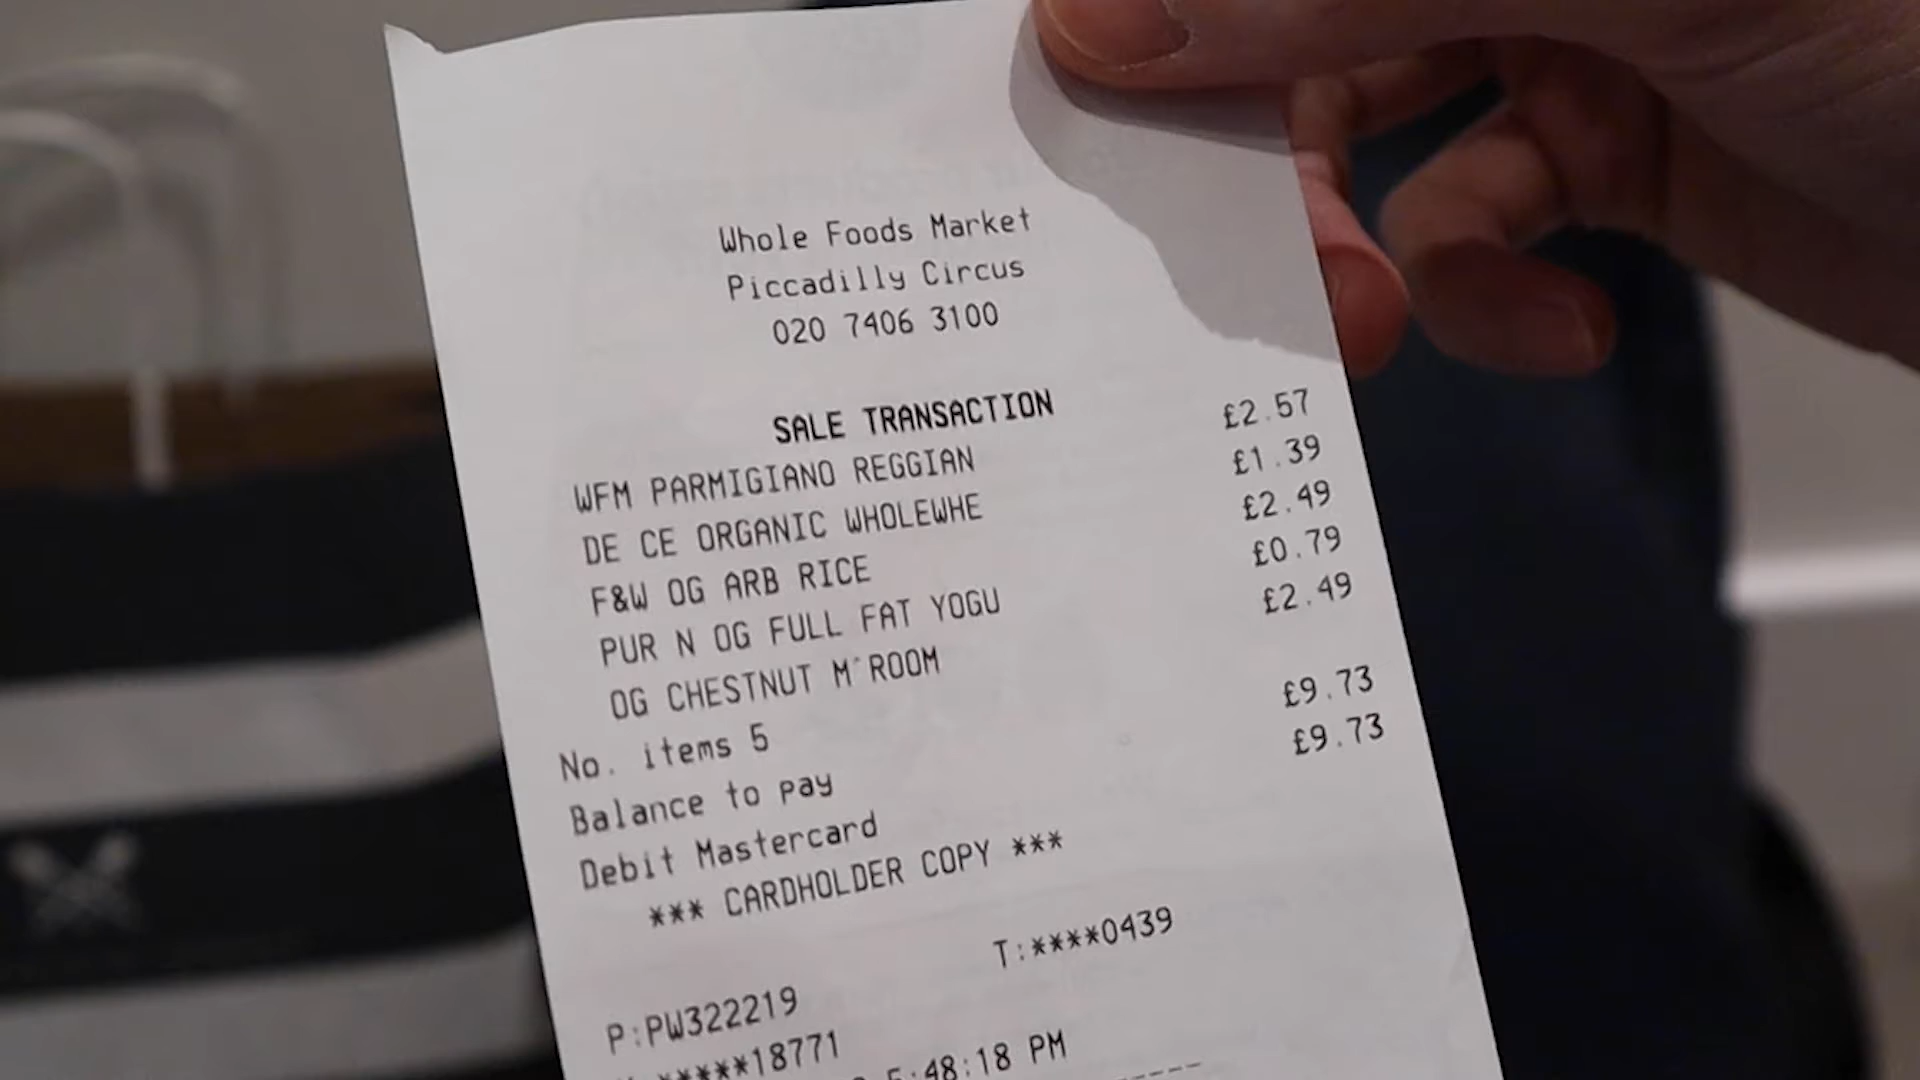 Whole Foods Market
Piccadilly Circus
020 7406 3100
SALE TRANSACTION
WFM PARMIGIANO REGGIAN £2.57
DE CE ORGANIC WHOLEWHE £1.39
F&W OG ARB RICE £2.49
PUR N OG FULL FAT YOGU £0.79
OG CHESTNUT M'ROOM £2.49
No. items 5
Balance to pay £9.73
Debit Mastercard £9.73
*** CARDHOLDER COPY ***
T:****0439
P:PW322219
*****18771
5:48:18 PM